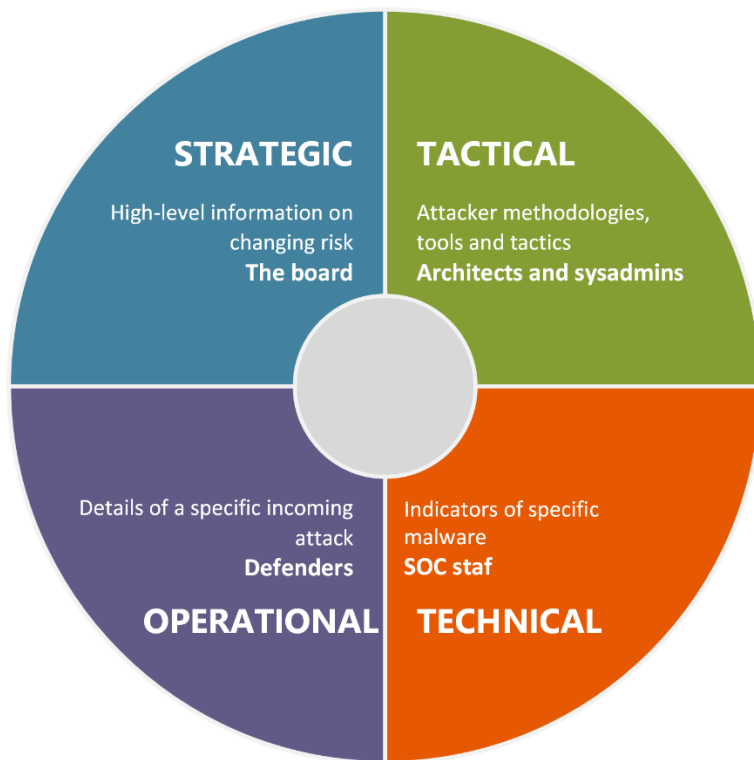 STRATEGIC
High-level information on
changing risk
The board
TACTICAL
Attacker methodologies,
tools and tactics
Architects and sysadmins
Details of a specific incoming
attack
Defenders
OPERATIONAL
Indicators of specific
malware
SOC staf
TECHNICAL